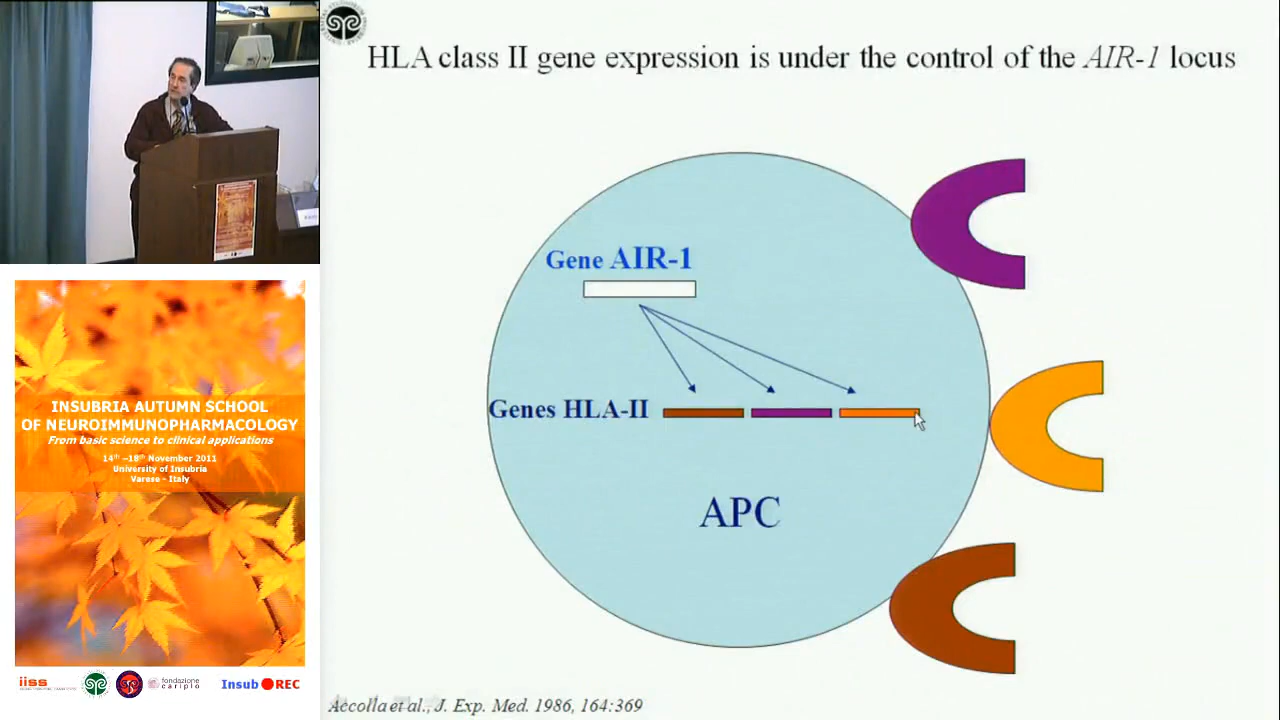 HLA class II gene expression is under the control of the AIR-1 locus
Gene AIR-1
Genes HLA-II
APC
Accolla et al., J. Exp. Med. 1986, 164:369
INSUBRIA AUTUMN SCHOOL
OF NEUROIMMUNOPHARMACOLOGY
From basic science to clinical applications
14th –18th November 2011
University of Insubria
Varese - Italy
iiss
fondazione
cariplo
Insub REC